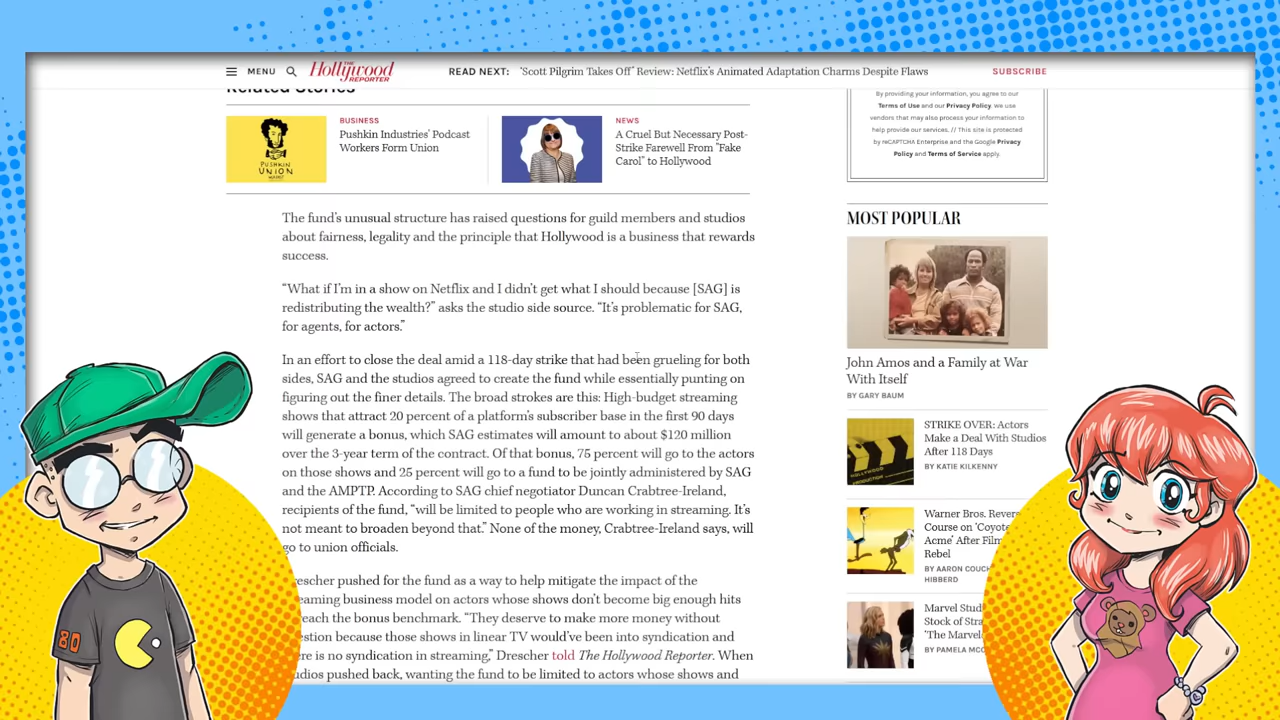 MENU
THE
Hollywood
REPORTER
READ NEXT: 'Scott Pilgrim Takes Off' Review: Netflix's Animated Adaptation Charms Despite Flaws
SUBSCRIBE
Related Stories
BUSINESS
Pushkin Industries' Podcast
Workers Form Union
PUSHKIN
UNION
NEWS
A Cruel But Necessary Post-
Strike Farewell From "Fake
Carol" to Hollywood
The fund's unusual structure has raised questions for guild members and studios
about fairness, legality and the principle that Hollywood is a business that rewards
success.
“What if I'm in a show on Netflix and I didn't get what I should because [SAG] is
redistributing the wealth?” asks the studio side source. “It's problematic for SAG,
for agents, for actors.”
In an effort to close the deal amid a 118-day strike that had been grueling for both
sides, SAG and the studios agreed to create the fund while essentially punting on
figuring out the finer details. The broad strokes are this: High-budget streaming
shows that attract 20 percent of a platform's subscriber base in the first 90 days
will generate a bonus, which SAG estimates will amount to about $120 million
over the 3-year term of the contract. Of that bonus, 75 percent will go to the actors
on those shows and 25 percent will go to a fund to be jointly administered by SAG
and the AMPTP. According to SAG chief negotiator Duncan Crabtree-Ireland,
recipients of the fund, “will be limited to people who are working in streaming. It's
not meant to broaden beyond that.” None of the money, Crabtree-Ireland says, will
go to union officials.
rescher pushed for the fund as a way to help mitigate the impact of the
reaming business model on actors whose shows don't become big enough hits
reach the bonus benchmark. “They deserve to make more money without
estion because those shows in linear TV would've been into syndication and
ere is no syndication in streaming,” Drescher told The Hollywood Reporter. When
udios pushed back, wanting the fund to be limited to actors whose shows and
By providing your information, you agree to our
Terms of Use and our Privacy Policy. We use
vendors that may also process your information to
help provide our services. // This site is protected
by reCAPTCHA Enterprise and the Google Privacy
Policy and Terms of Service apply.
MOST POPULAR
John Amos and a Family at War
With Itself
BY GARY BAUM
STRIKE OVER: Actors
Make a Deal With Studios
After 118 Days
BY KATIE KILKENNY
Warner Bros. Revers
Course on 'Coyote
Acme' After Film
Rebel
BY AARON COUCH
HIBBERD
Marvel Stud
Stock of Stra
'The Marvel
BY PAMELA MCC
80